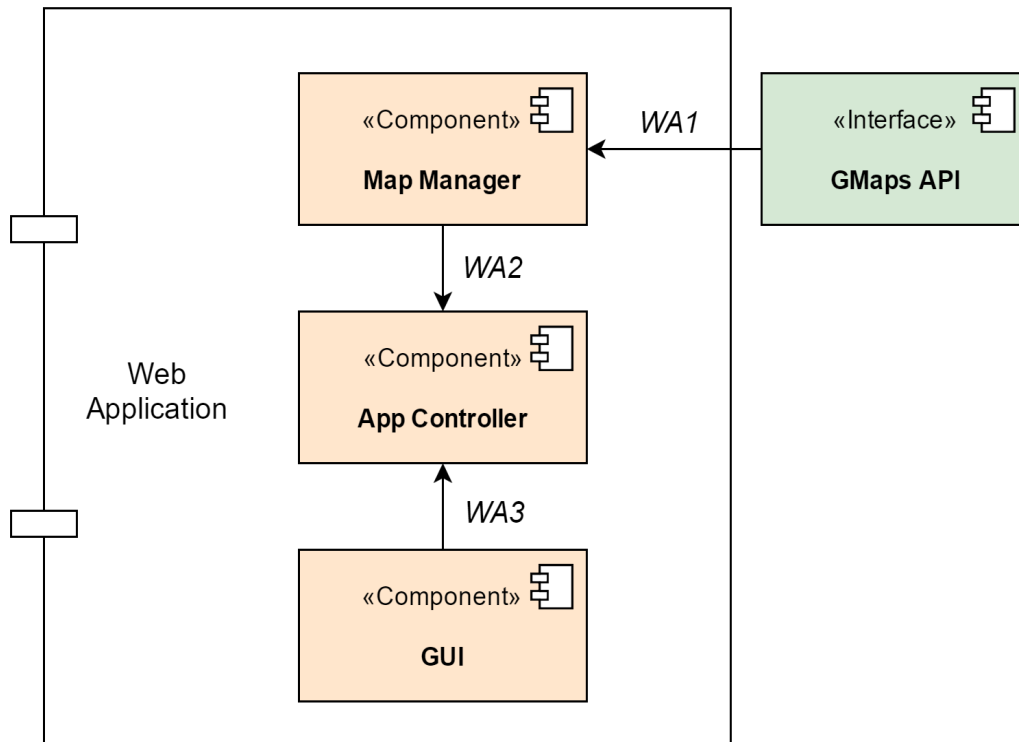 «Component»
Map Manager
WA1
«Interface»
GMaps API
WA2
Web
Application
«Component»
App Controller
WA3
«Component»
GUI